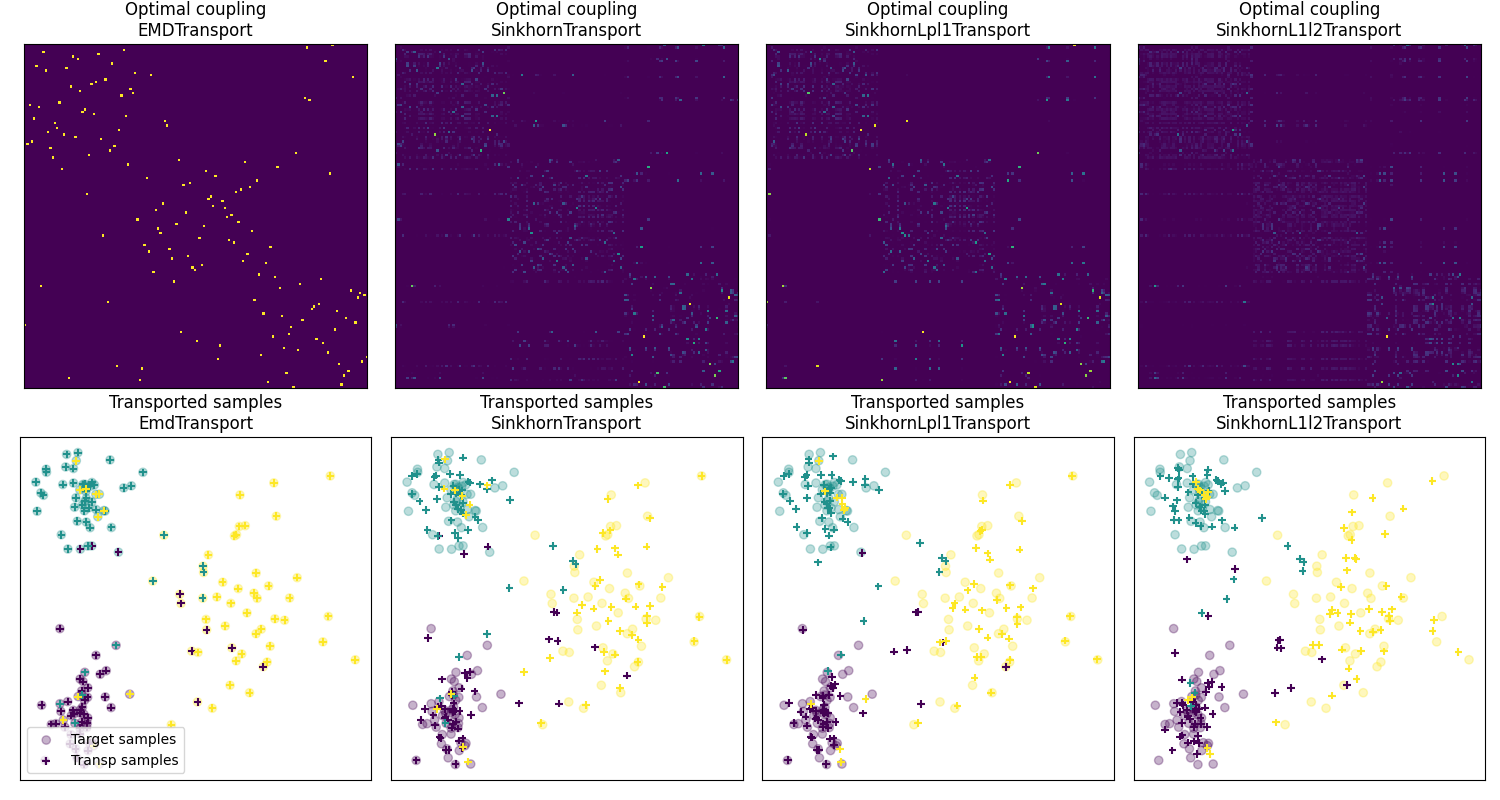 Optimal coupling
EMDTransport
Optimal coupling
SinkhornTransport
Optimal coupling
SinkhornLpl1Transport
Optimal coupling
SinkhornL1l2Transport
Transported samples
EmdTransport
Transported samples
SinkhornTransport
Transported samples
SinkhornLpl1Transport
Transported samples
SinkhornL1l2Transport
Target samples
Transp samples